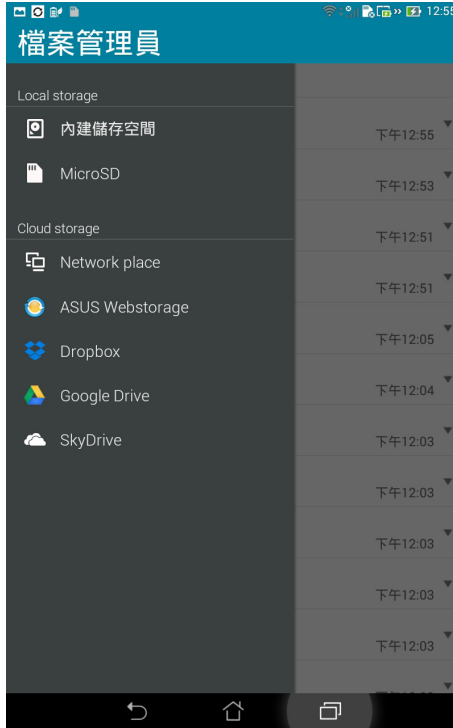 12:55
檔案管理員
Local storage
內建儲存空間
MicroSD
Cloud storage
Network place
ASUS Webstorage
Dropbox
Google Drive
SkyDrive
下午12:55
下午12:53
下午12:51
下午12:51
下午12:05
下午12:04
下午12:03
下午12:03
下午12:03
下午12:03
下午12:03